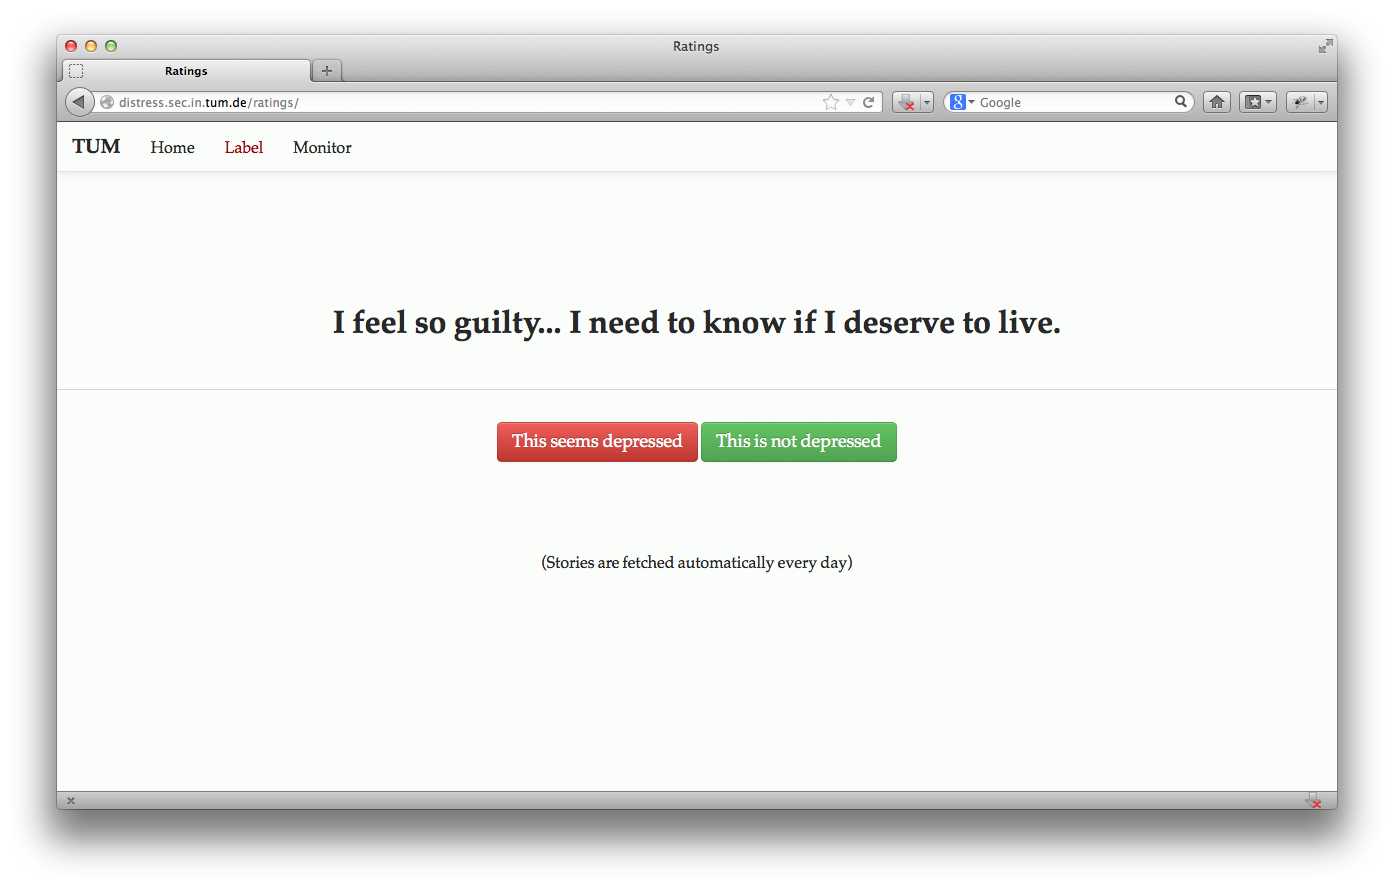 Ratings
Ratings
distress.sec.in.tum.de/ratings/
Google
TUM Home Label Monitor
I feel so guilty... I need to know if I deserve to live.
This seems depressed This is not depressed
(Stories are fetched automatically every day)